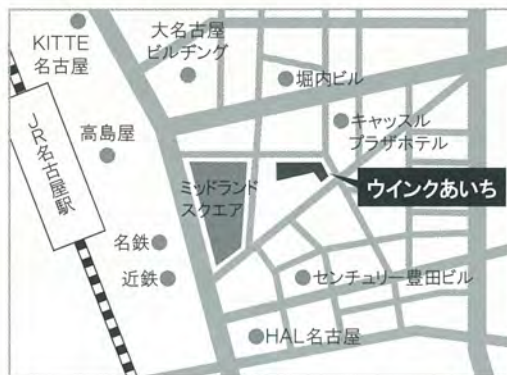 KITTE
名古屋
大名古屋
ビルヂング
堀内ビル
キャッスル
プラザホテル
高島屋
JR名古屋駅
ミッドランド
スクエア
ウインクあいち
名鉄
近鉄
センチュリー豊田ビル
HAL名古屋